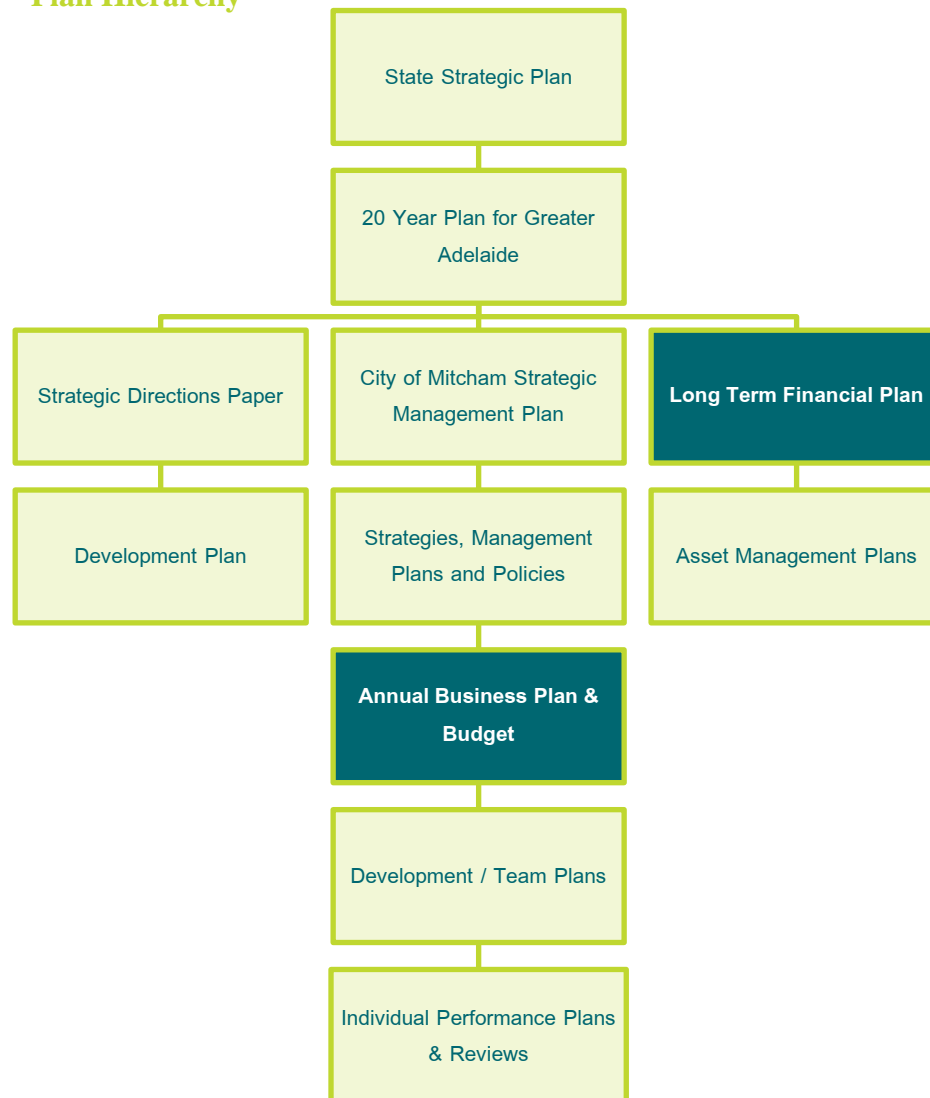 Plan Hierarchy
State Strategic Plan
20 Year Plan for Greater
Adelaide
Strategic Directions Paper
City of Mitcham Strategic
Management Plan
Long Term Financial Plan
Development Plan
Strategies, Management
Plans and Policies
Asset Management Plans
Annual Business Plan &
Budget
Development / Team Plans
Individual Performance Plans
& Reviews